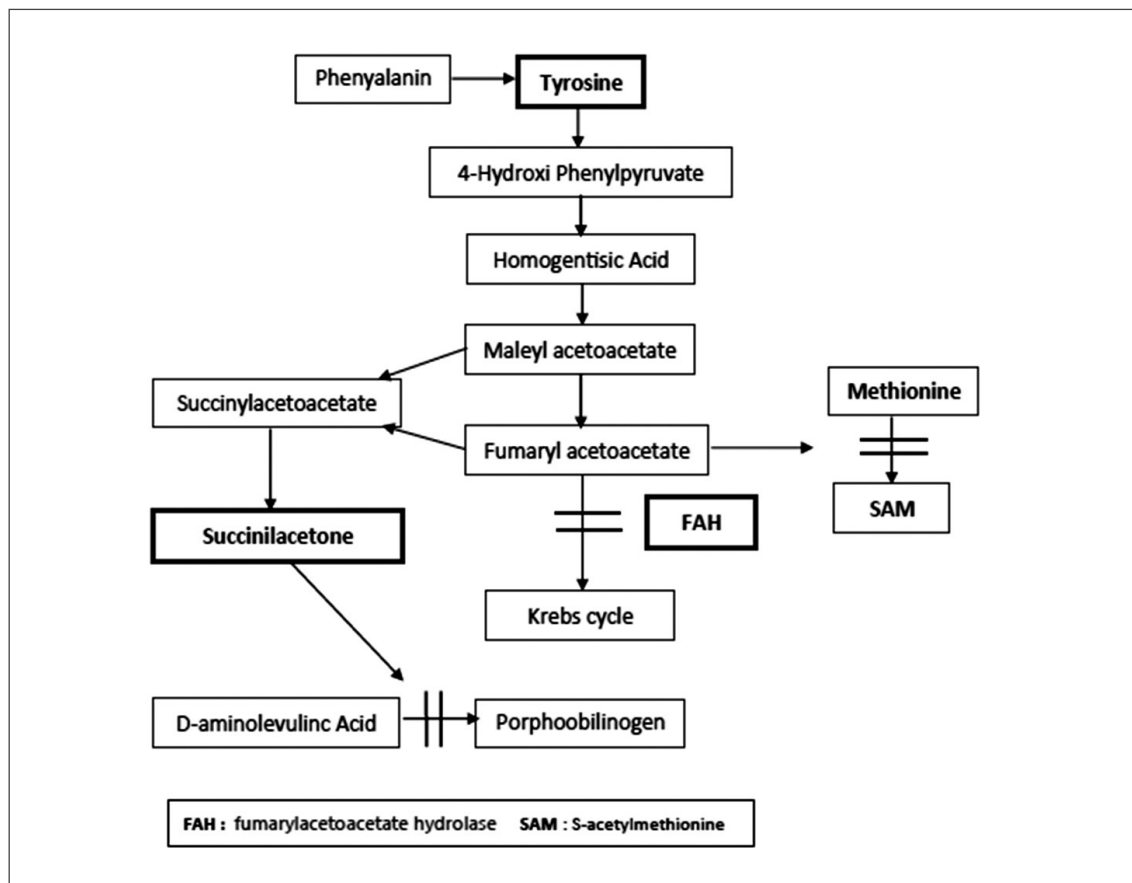 Phenyalanin
Tyrosine
4-Hydroxi Phenylpyruvate
Homogentisic Acid
Maleyl acetoacetate
Succinylacetoacetate
Methionine
Fumaryl acetoacetate
SAM
FAH
Succinilacetone
Krebs cycle
D-aminolevulinc Acid
Porphoobilinogen
FAH : fumarylacetoacetate hydrolase SAM : S-acetylmethionine